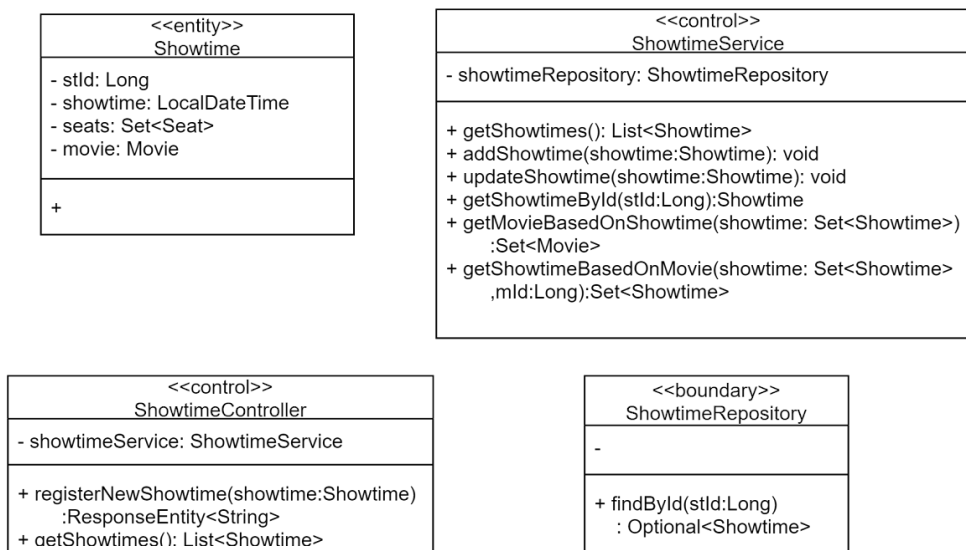 <<entity>>
Showtime
- stId: Long
- showtime: LocalDateTime
- seats: Set<Seat>
- movie: Movie
+
<<control>>
ShowtimeService
- showtimeRepository: ShowtimeRepository
+ getShowtimes(): List<Showtime>
+ addShowtime(showtime:Showtime): void
+ updateShowtime(showtime:Showtime): void
+ getShowtimeById(stId:Long):Showtime
+ getMovieBasedOnShowtime(showtime: Set<Showtime>)
:Set<Movie>
+ getShowtimeBasedOnMovie(showtime: Set<Showtime>
,mId:Long):Set<Showtime>
<<control>>
ShowtimeController
- showtimeService: ShowtimeService
+ registerNewShowtime(showtime:Showtime)
:ResponseEntity<String>
+ getShowtimes(): List<Showtime>
<<boundary>>
ShowtimeRepository
-
+ findById(stId:Long)
: Optional<Showtime>